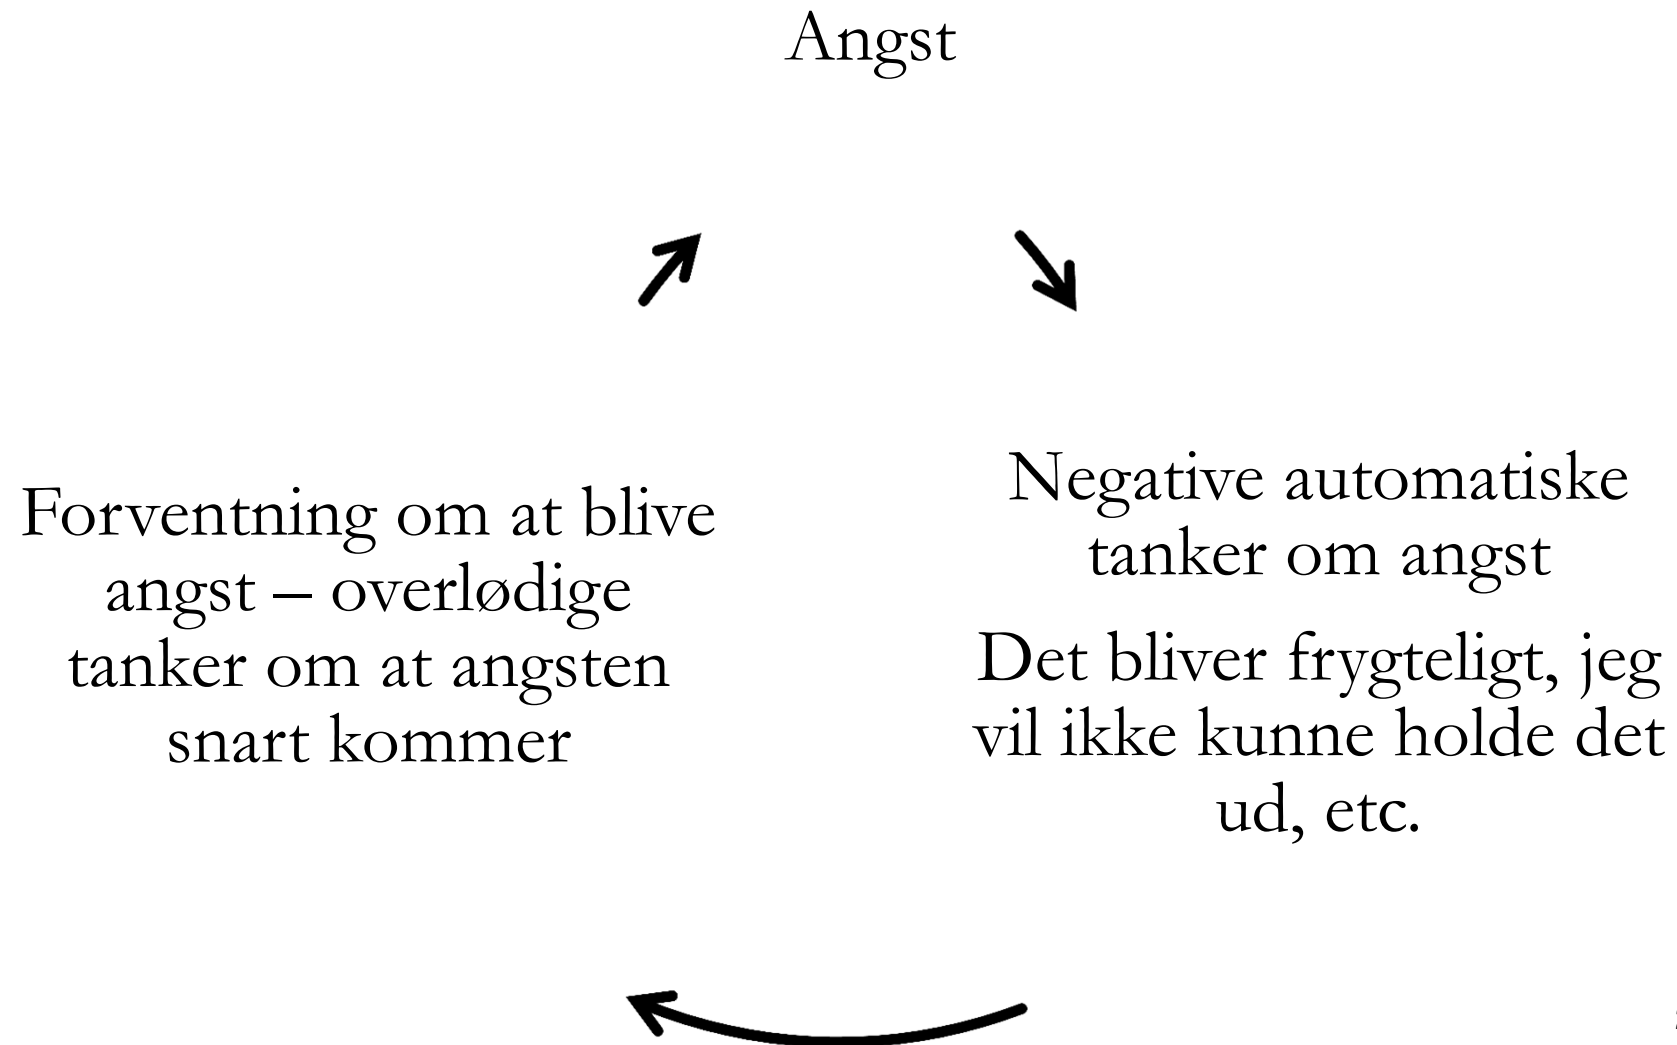 Angst
Negative automatiske
tanker om angst
Det bliver frygteligt, jeg
vil ikke kunne holde det
ud, etc.
Forventning om at blive
angst – overlødige
tanker om at angsten
snart kommer